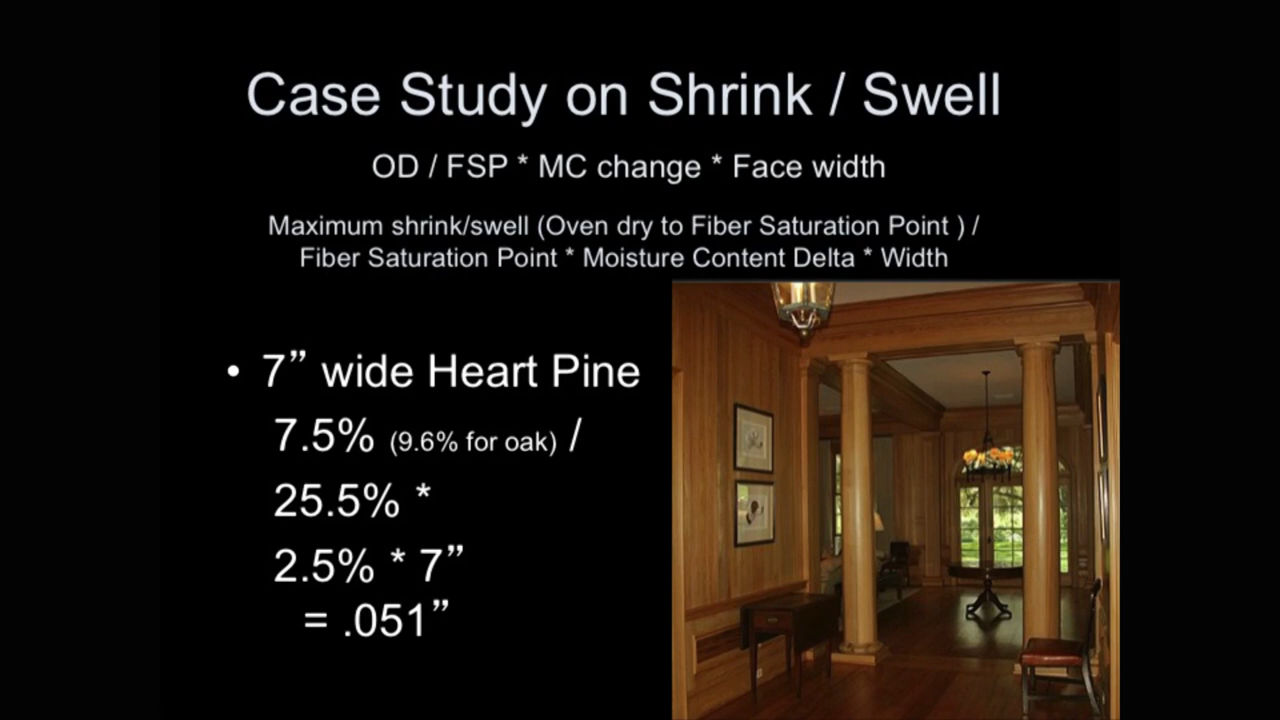 Case Study on Shrink / Swell
OD / FSP * MC change * Face width
Maximum shrink/swell (Oven dry to Fiber Saturation Point ) /
Fiber Saturation Point * Moisture Content Delta * Width
• 7” wide Heart Pine
7.5% (9.6% for oak) /
25.5% *
2.5% * 7”
= .051”